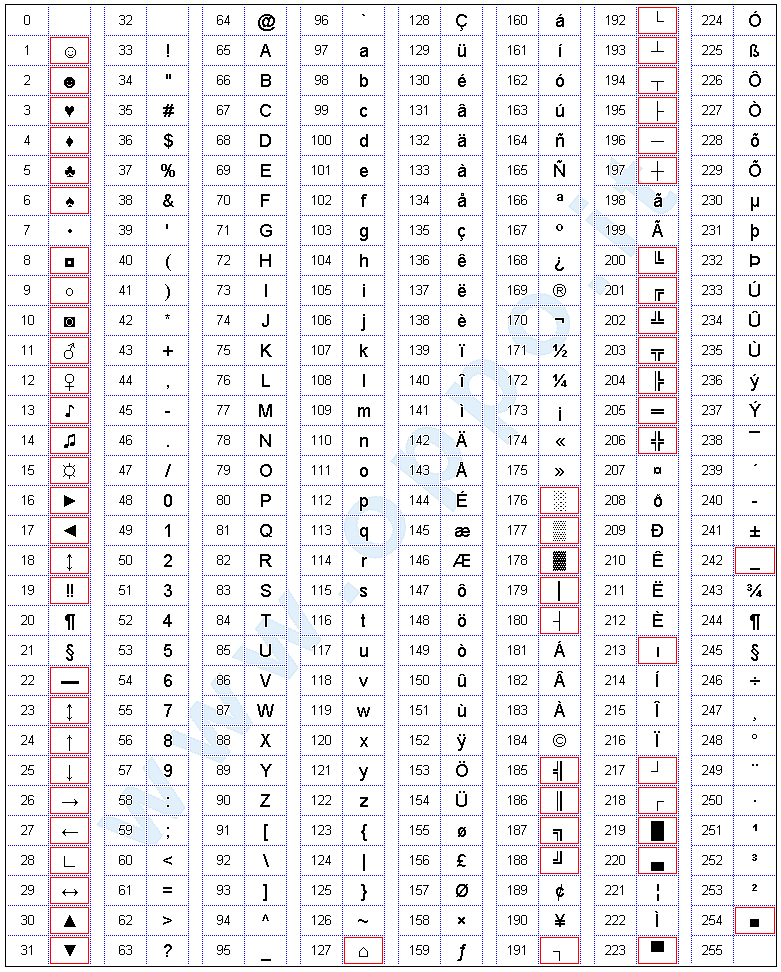 0 32 64 @ 96 ` 128 Ç 160 á 192 └ 224 Ó
1 ☺ 33 ! 65 A 97 a 129 ü 161 í 193 ┴ 225 ß
2 ☻ 34 " 66 B 98 b 130 é 162 ó 194 ┬ 226 Ô
3 ♥ 35 # 67 C 99 c 131 â 163 ú 195 ├ 227 Ò
4 ♦ 36 $ 68 D 100 d 132 ä 164 ñ 196 ─ 228 õ
5 ♣ 37 % 69 E 101 e 133 à 165 Ñ 197 ┼ 229 Õ
6 ♠ 38 & 70 F 102 f 134 å 166 ª 198 ã 230 µ
7 • 39 ' 71 G 103 g 135 ç 167 º 199 Ã 231 þ
8 ◘ 40 ( 72 H 104 h 136 ê 168 ¿ 200 ╚ 232 Þ
9 ○ 41 ) 73 I 105 i 137 ë 169 ® 201 ╔ 233 Ú
10 ◙ 42 * 74 J 106 j 138 è 170 ¬ 202 ╩ 234 Û
11 ♂ 43 + 75 K 107 k 139 ï 171 ½ 203 ╦ 235 Ù
12 ♀ 44 , 76 L 108 l 140 î 172 ¼ 204 ╠ 236 ý
13 ♪ 45 - 77 M 109 m 141 ì 173 ¡ 205 ═ 237 Ý
14 ♫ 46 . 78 N 110 n 142 Ä 174 « 206 ╬ 238 ¯
15 ☼ 47 / 79 O 111 o 143 Å 175 » 207 ¤ 239 ´
16 ► 48 0 80 P 112 p 144 É 176 ░ 208 ð 240 -
17 ◄ 49 1 81 Q 113 q 145 æ 177 ▒ 209 Ð 241 ±
18 ↕ 50 2 82 R 114 r 146 Æ 178 ▓ 210 Ê 242 _
19 ‼ 51 3 83 S 115 s 147 ô 179 │ 211 Ë 243 ¾
20 ¶ 52 4 84 T 116 t 148 ö 180 ┤ 212 È 244 ¶
21 § 53 5 85 U 117 u 149 ò 181 Á 213 ı 245 §
22 ▬ 54 6 86 V 118 v 150 û 182 Â 214 Í 246 ÷
23 ↨ 55 7 87 W 119 w 151 ù 183 À 215 Î 247 ¸
24 ↑ 56 8 88 X 120 x 152 ÿ 184 © 216 Ï 248 °
25 ↓ 57 9 89 Y 121 y 153 Ö 185 ╣ 217 ┘ 249 ¨
26 → 58 : 90 Z 122 z 154 Ü 186 ║ 218 ┌ 250 ·
27 ← 59 ; 91 [ 123 { 155 ø 187 ╗ 219 █ 251 ¹
28 ∟ 60 < 92 \ 124 | 156 £ 188 ╝ 220 ▄ 252 ³
29 ↔ 61 = 93 ] 125 } 157 Ø 189 ¢ 221 ¦ 253 ²
30 ▲ 62 > 94 ^ 126 ~ 158 × 190 ¥ 222 Ì 254 ■
31 ▼ 63 ? 95 _ 127 ⌂ 159 ƒ 191 ┐ 223 ▀ 255
www.oppo.it